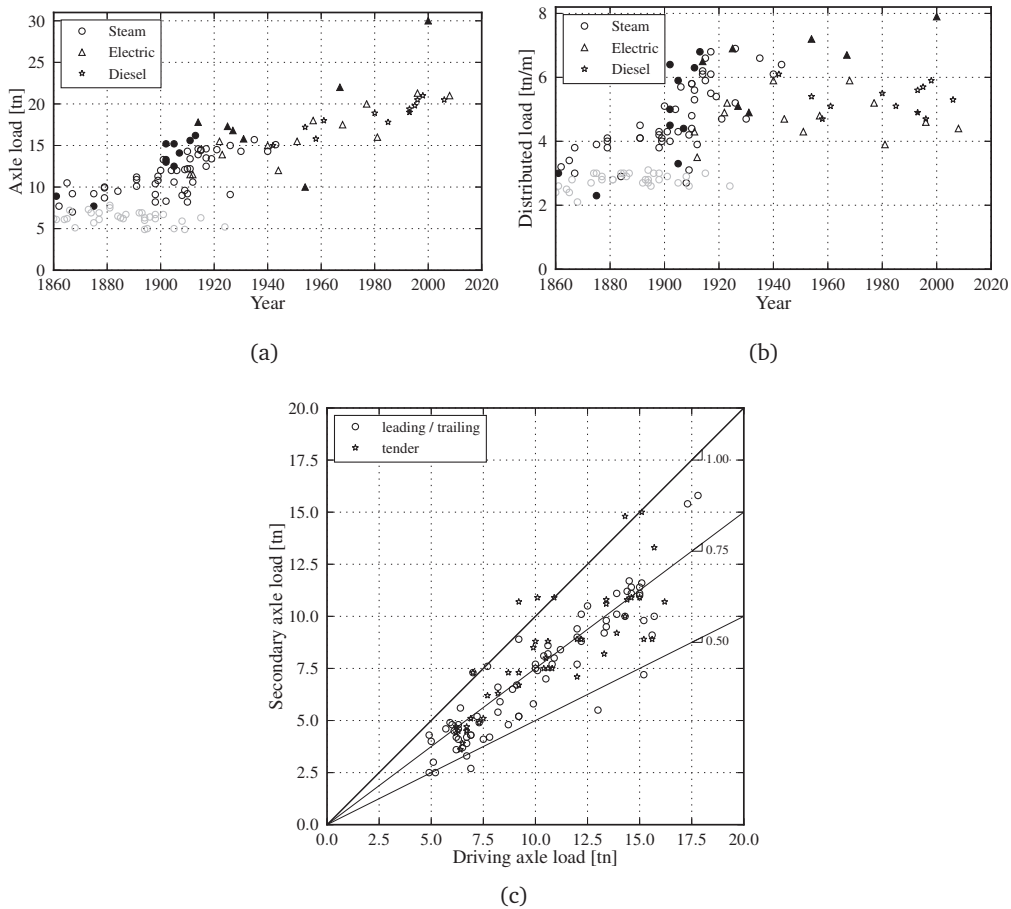 30
25
20
15
10
5
0
Axle load [tn]
Steam
Electric
Diesel
1860 1880 1900 1920 1940 1960 1980 2000 2020
Year
(a)
8
6
4
2
0
Distributed load [tn/m]
Steam
Electric
Diesel
1860 1880 1900 1920 1940 1960 1980 2000 2020
Year
(b)
20.0
17.5
15.0
12.5
10.0
7.5
5.0
2.5
0.0
Secondary axle load [tn]
leading / trailing
tender
1.00
0.75
0.50
0.0 2.5 5.0 7.5 10.0 12.5 15.0 17.5 20.0
Driving axle load [tn]
(c)